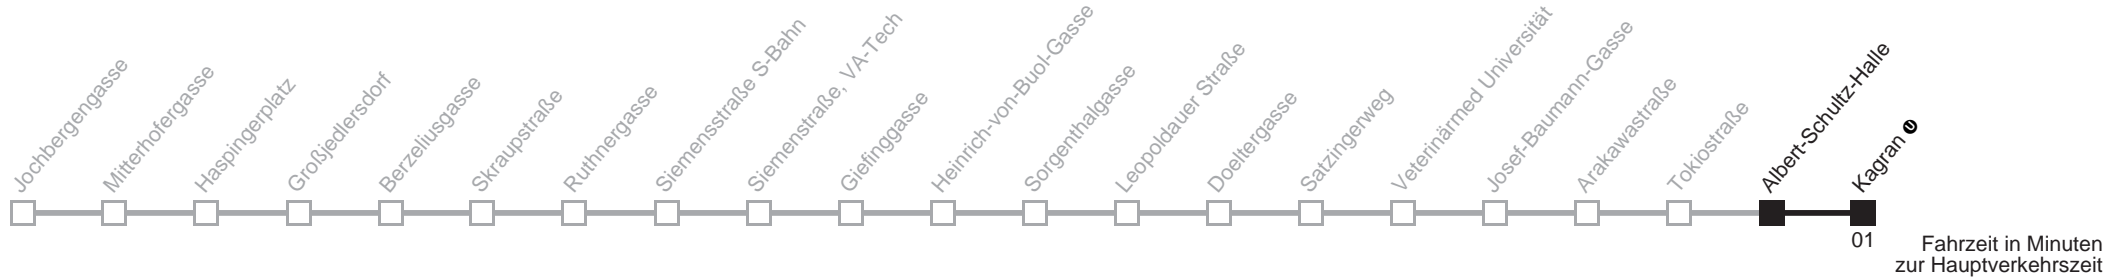 Jochbergengasse
Mitterhofergasse
Haspingerplatz
Großjedlersdorf
Berzeliusgasse
Skraupstraße
Ruthnergasse
Siemensstraße S-Bahn
Siemenstraße, VA-Tech
Giefinggasse
Heinrich-von-Buol-Gasse
Sorgenthalgasse
Leopoldauer Straße
Doeltergasse
Satzingerweg
Veterinärmed Universität
Josef-Baumann-Gasse
Arakawastraße
Tokiostraße
Albert-Schultz-Halle
Kagran U
01
Fahrzeit in Minuten
zur Hauptverkehrszeit